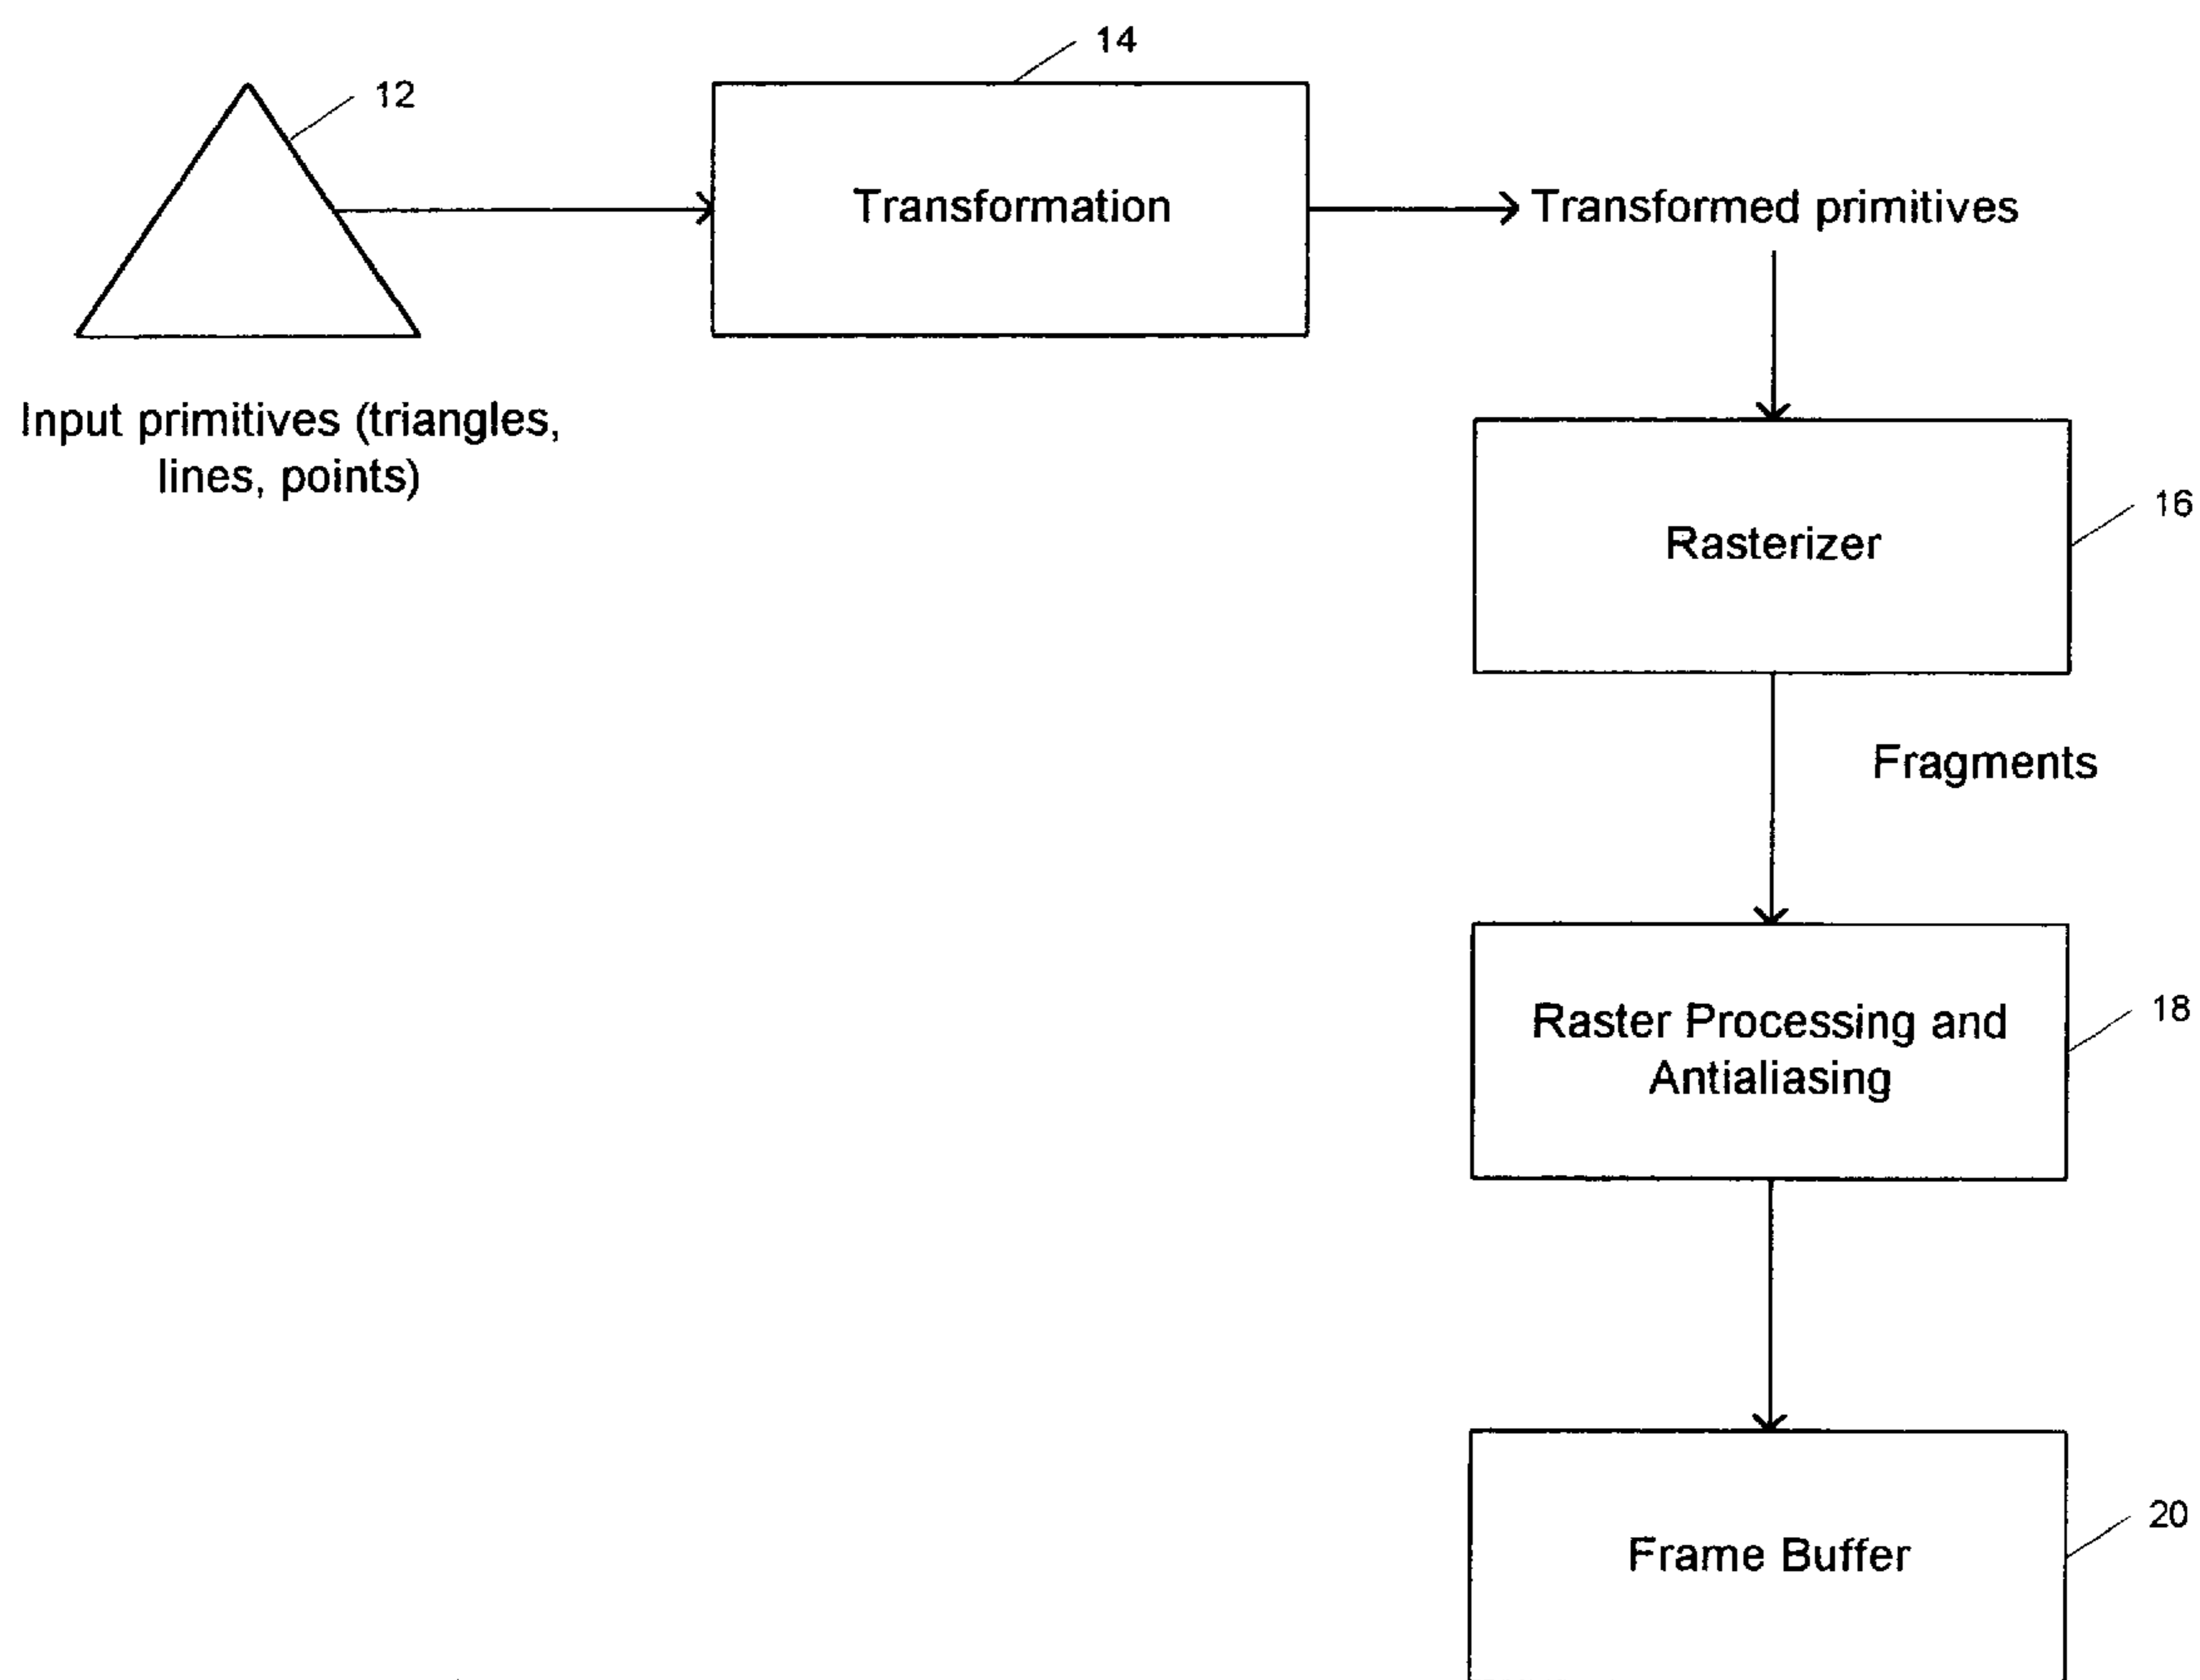 14
12
Transformation
Transformed primitives
Input primitives (triangles,
lines, points)
16
Rasterizer
Fragments
18
Raster Processing and
Antialiasing
20
Frame Buffer